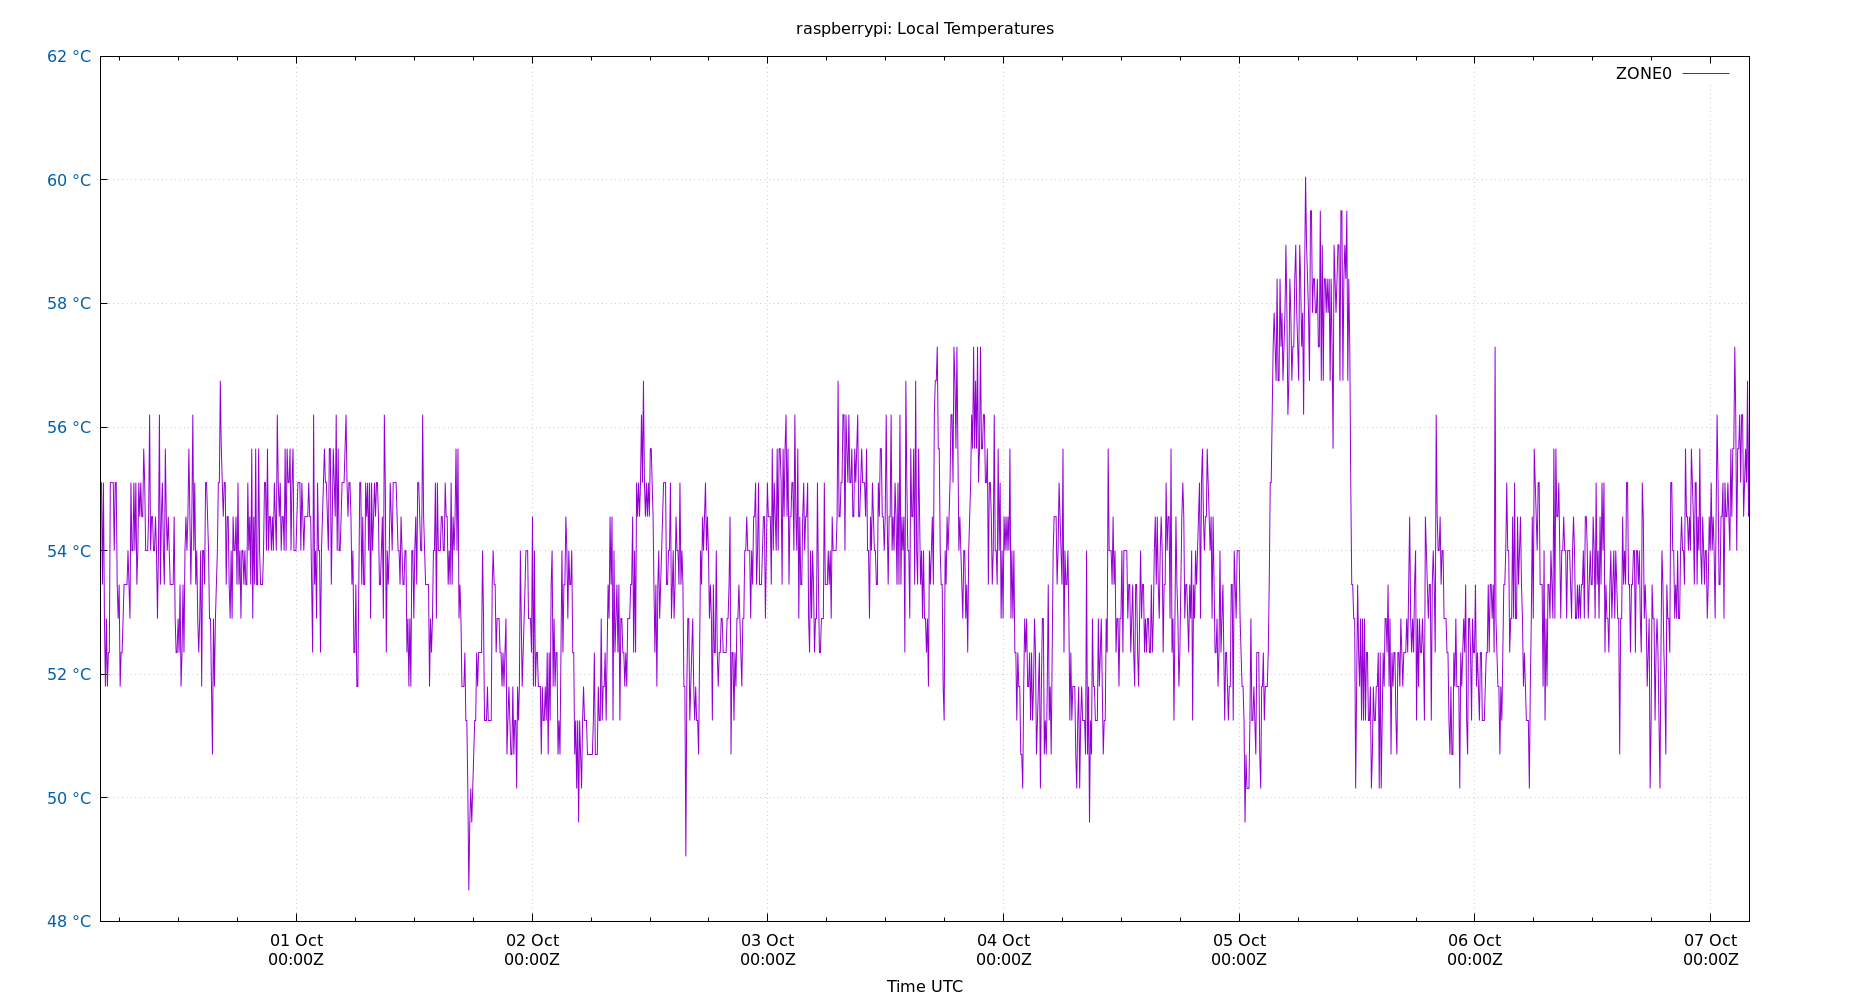 raspberrypi: Local Temperatures
62 °C
ZONE0
60 °C
58 °C
56 °C
54 °C
52 °C
50 °C
48 °C
01 Oct 02 Oct 03 Oct 04 Oct 05 Oct 06 Oct 07 Oct
00:00Z 00:00Z 00:00Z 00:00Z 00:00Z 00:00Z 00:00Z
Time UTC